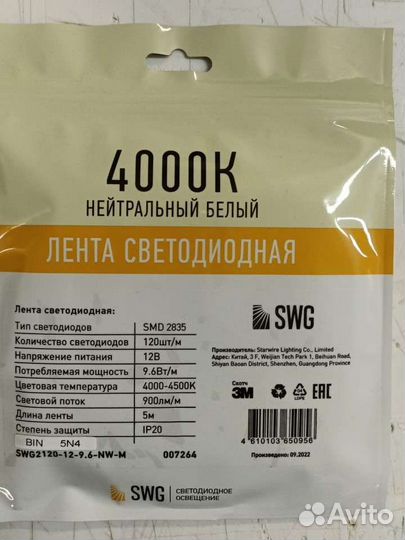 4000K
НЕЙТРАЛЬНЫЙ БЕЛЫЙ
ЛЕНТА СВЕТОДИОДНАЯ
Лента светодиодная:
Тип светодиодов SMD 2835
Количество светодиодов 120шт/м
Напряжение питания 12В
Потребляемая мощность 9.6Вт/м
Цветовая температура 4000-4500K
Световой поток 900лм/м
Длина ленты 5м
Степень защиты IP20
BIN 5N4
SWG2120-12-9.6-NW-M 007264
SWG
Производитель: Starwire Lighting Co., Limited
Адрес: Китай, 3 F, Weijian Tech Park 1, Beihuan Road,
Shiyan Baoan District, Shenzhen, Guangdong Province
Скотч
3M
EAC
4 610103 650956
Произведено: 09.2022
SWG СВЕТОДИОДНОЕ
ОСВЕЩЕНИЕ
Avito